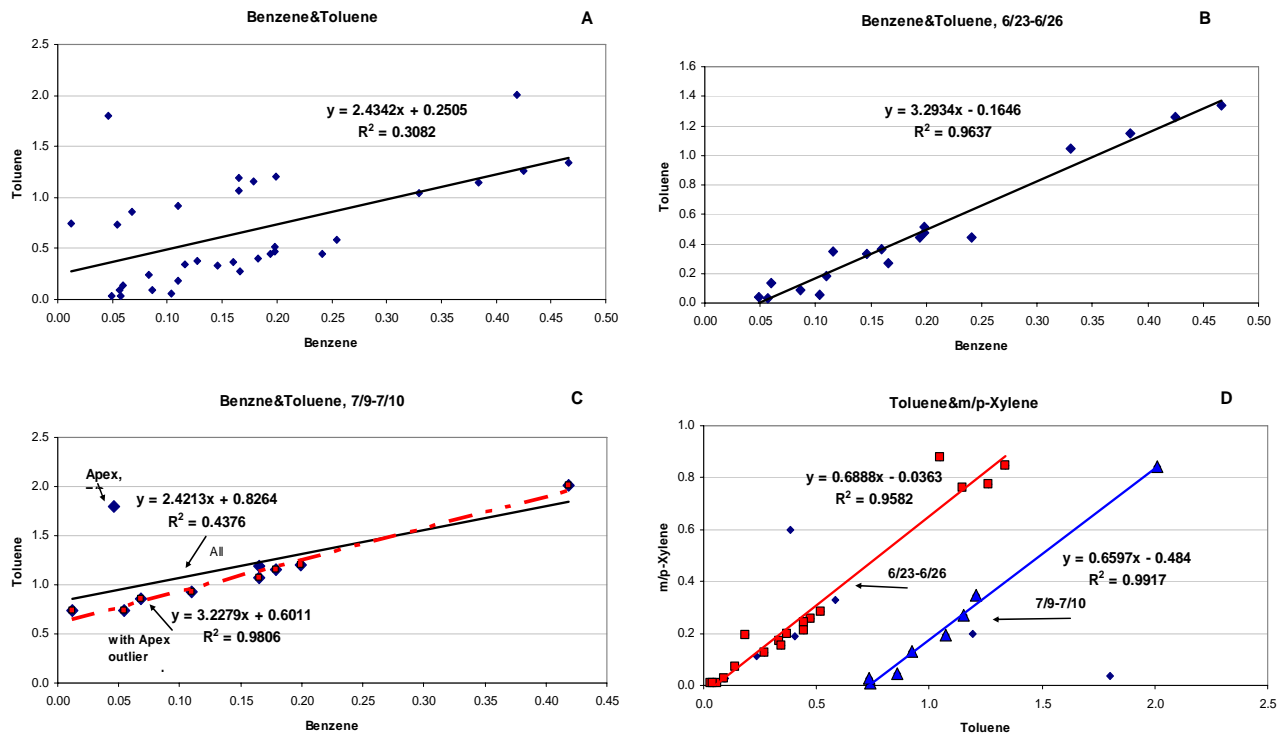 Benzene&Toluene
A
2.5
2.0
1.5
1.0
0.5
0.0
Toluene
y = 2.4342x + 0.2505
R² = 0.3082
0.00 0.05 0.10 0.15 0.20 0.25 0.30 0.35 0.40 0.45 0.50
Benzene
Benzene&Toluene, 6/23-6/26
B
1.6
1.4
1.2
1.0
0.8
0.6
0.4
0.2
0.0
Toluene
y = 3.2934x - 0.1646
R² = 0.9637
0.00 0.05 0.10 0.15 0.20 0.25 0.30 0.35 0.40 0.45 0.50
Benzene
Benzne&Toluene, 7/9-7/10
C
2.5
2.0
1.5
1.0
0.5
0.0
Toluene
Apex,
y = 2.4213x + 0.8264
R² = 0.4376
All
y = 3.2279x + 0.6011
R² = 0.9806
with Apex
outlier
.
0.00 0.05 0.10 0.15 0.20 0.25 0.30 0.35 0.40 0.45
Benzene
Toluene&m/p-Xylene
D
1.0
0.8
0.6
0.4
0.2
0.0
m/p-Xylene
y = 0.6888x - 0.0363
R² = 0.9582
6/23-6/26
y = 0.6597x - 0.484
R² = 0.9917
7/9-7/10
0.0 0.5 1.0 1.5 2.0 2.5
Toluene